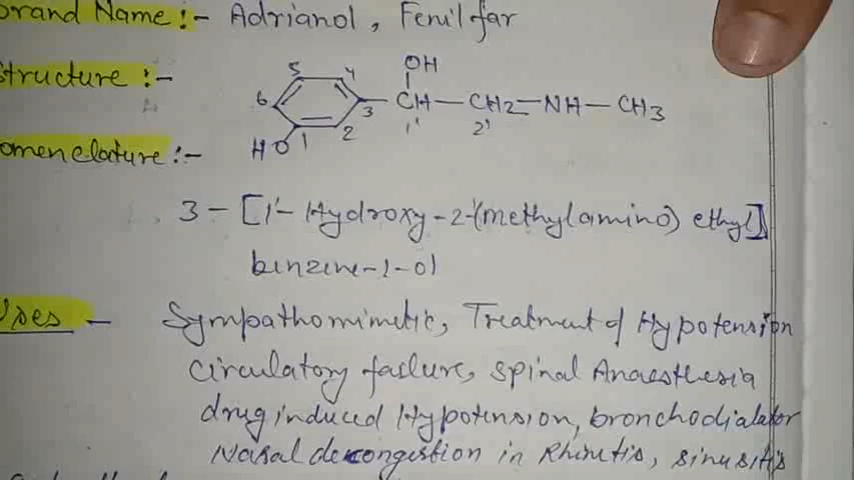 Brand Name :- Adrianol, Fenilfar
Structure :-
OH
5 4
6 3 CH — CH2 — NH — CH3
1' 2'
HO 1 2
omenclature :-
3 - [1'- Hydroxy - 2-(methylamino) ethyl]
binzine-1-ol
Uses - Sympathomimetic, Treatment of Hypotension
circulatory failure, spinal Anaesthesia
drug induced Hypotension, bronchodialator
Nasal decongestion in Rhinitis, sinusitis